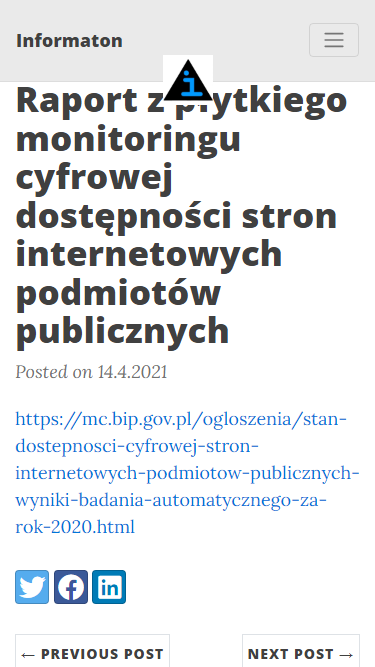 Informaton
Raport z płytkiego
monitoringu
cyfrowej
dostępności stron
internetowych
podmiotów
publicznych
Posted on 14.4.2021
https://mc.bip.gov.pl/ogloszenia/stan-
dostepnosci-cyfrowej-stron-
internetowych-podmiotow-publicznych-
wyniki-badania-automatycznego-za-
rok-2020.html
← PREVIOUS POST
NEXT POST →